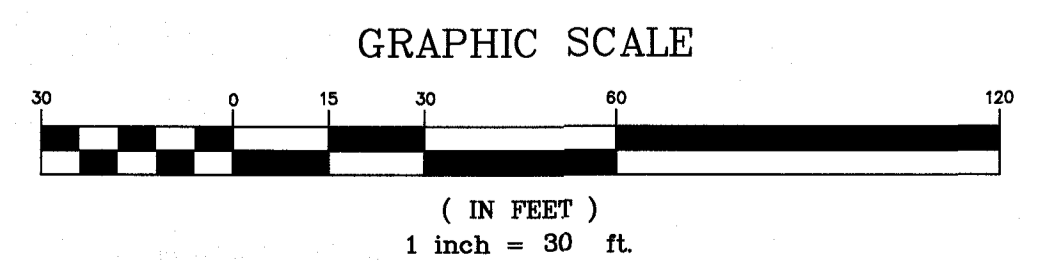 GRAPHIC SCALE
30 0 15 30 60 120
( IN FEET )
1 inch = 30 ft.